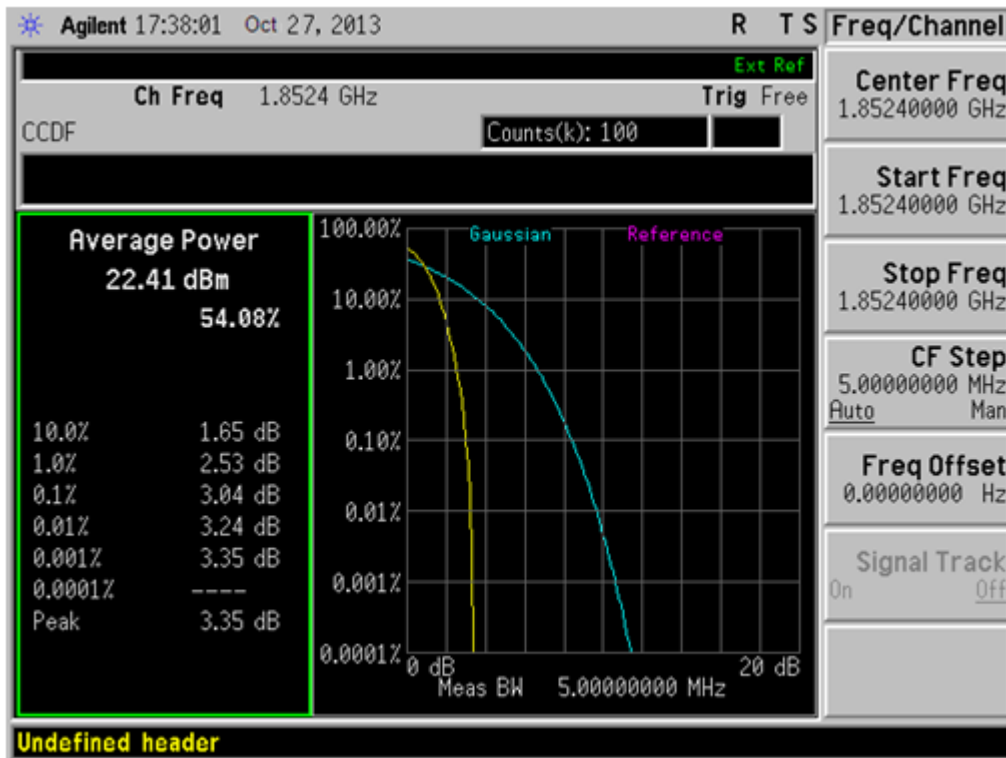 Agilent 17:38:01 Oct 27, 2013 R T S
Ext Ref
Ch Freq 1.8524 GHz Trig Free
CCDF Counts(k): 100
Average Power
22.41 dBm
54.08%
10.0% 1.65 dB
1.0% 2.53 dB
0.1% 3.04 dB
0.01% 3.24 dB
0.001% 3.35 dB
0.0001% ----
Peak 3.35 dB
Gaussian Reference
100.00%
10.00%
1.00%
0.10%
0.01%
0.001%
0.0001%
0 dB 20 dB
Meas BW 5.00000000 MHz
Freq/Channel
Center Freq
1.85240000 GHz
Start Freq
1.85240000 GHz
Stop Freq
1.85240000 GHz
CF Step
5.00000000 MHz
Auto Man
Freq Offset
0.00000000 Hz
Signal Track
On Off
Undefined header